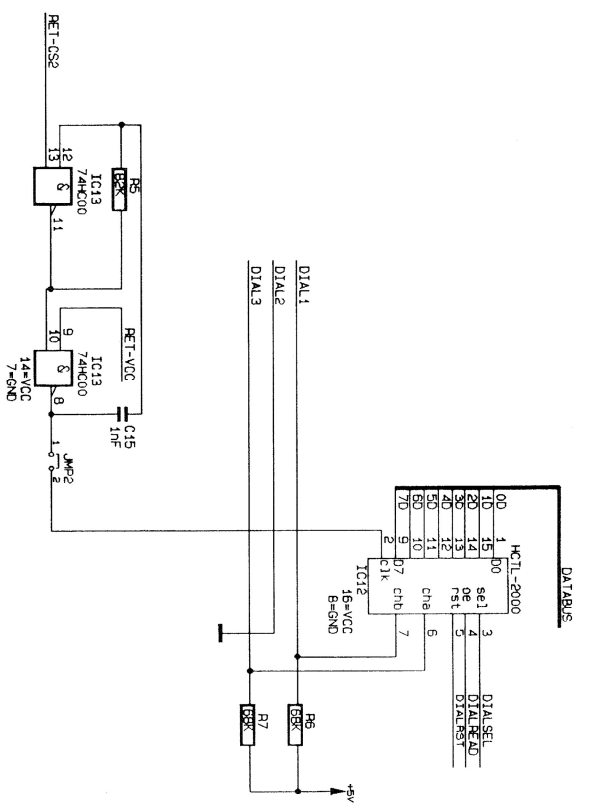 RET-CS2
12
13
IC13
74HC00
&
11
R5
82K
RET-VCC
9
10
IC13
74HC00
&
8
14=VCC
7=GND
C15
1nF
JMP2
1
2
DIAL1
DIAL2
DIAL3
DATABUS
0D
1D
2D
3D
4D
5D
6D
7D
1
15
14
13
12
11
10
9
2
HCTL-2000
D0
D7
clk
sel
oe
rst
cha
chb
IC12
16=VCC
8=GND
3
4
5
6
7
DIALSEL
DIALREAD
DIALRST
R6
68K
R7
68K
+5v